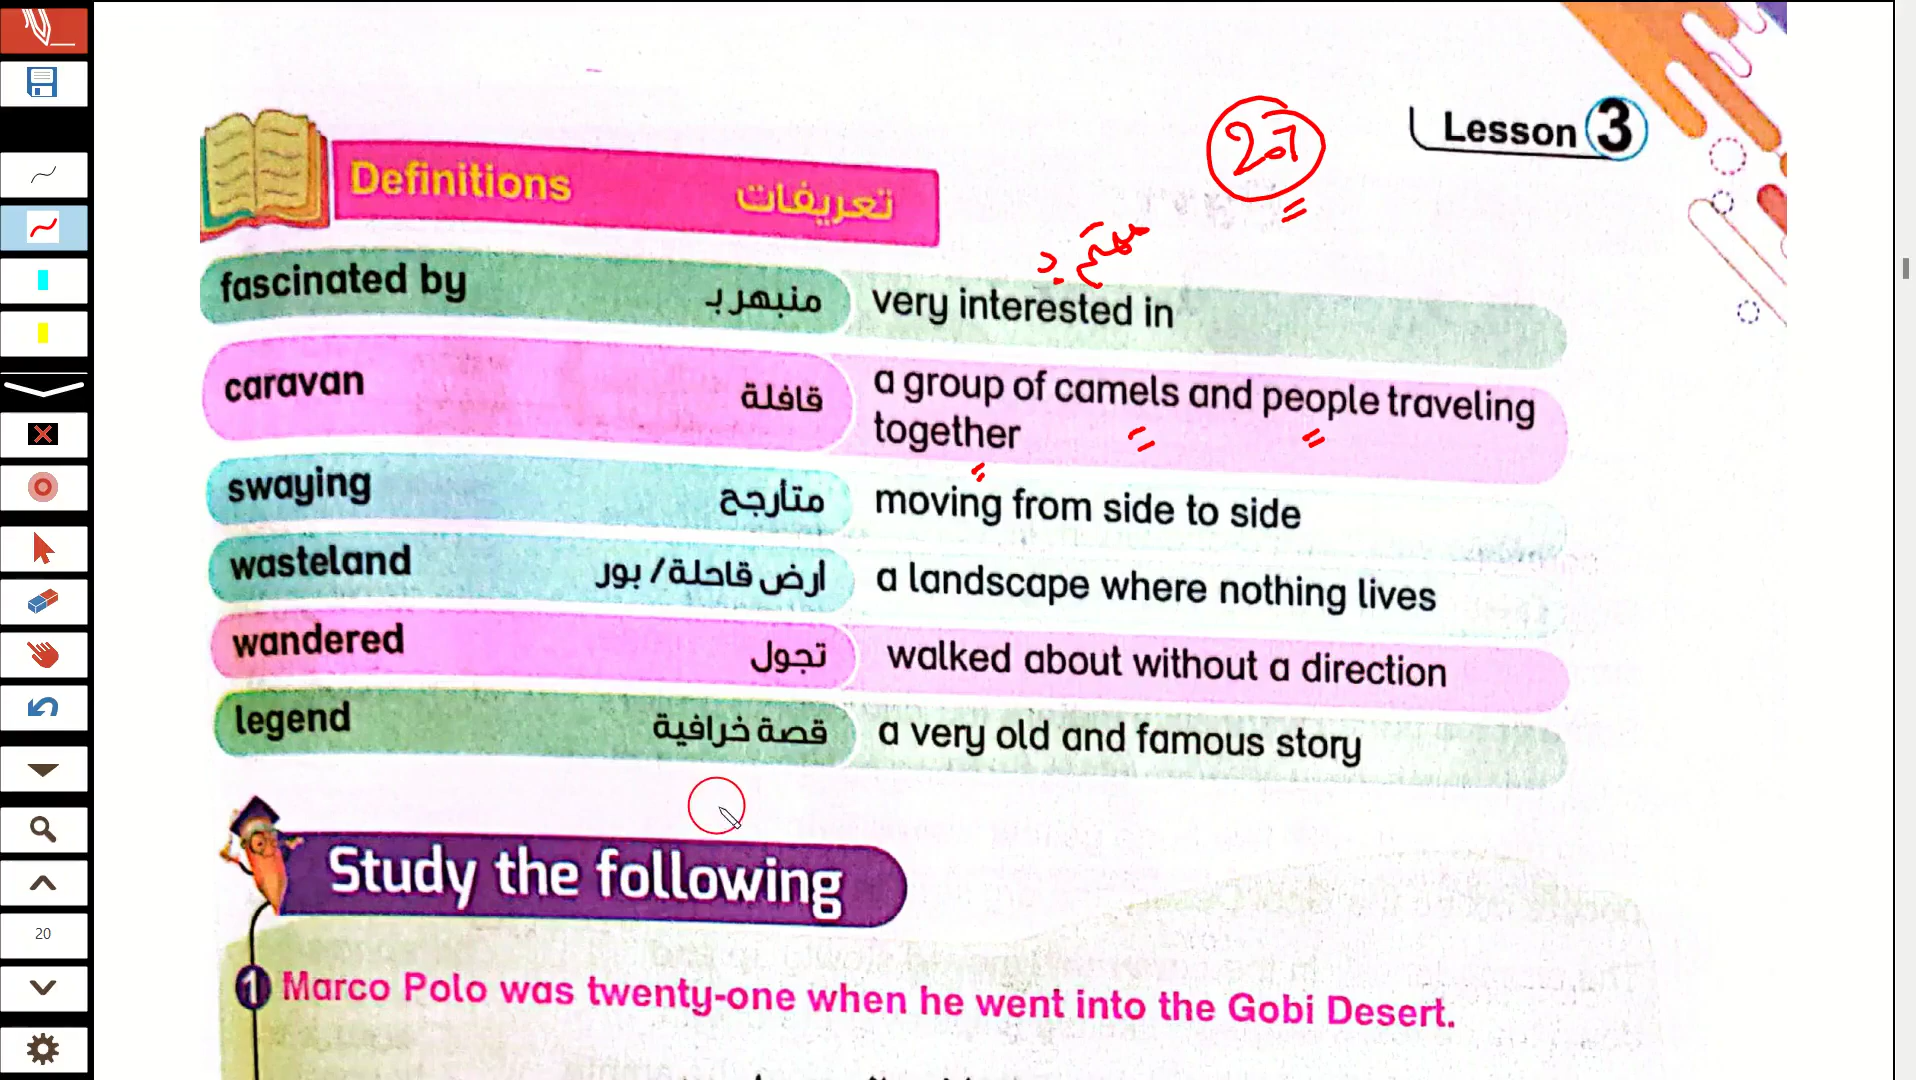 Lesson 3
Definitions تعريفات
fascinated by منبهر بـ very interested in
caravan قافلة a group of camels and people traveling
together
swaying متأرجح moving from side to side
wasteland أرض قاحلة / بور a landscape where nothing lives
wandered تجول walked about without a direction
legend قصة خرافية a very old and famous story
Study the following
1 Marco Polo was twenty-one when he went into the Gobi Desert.
20